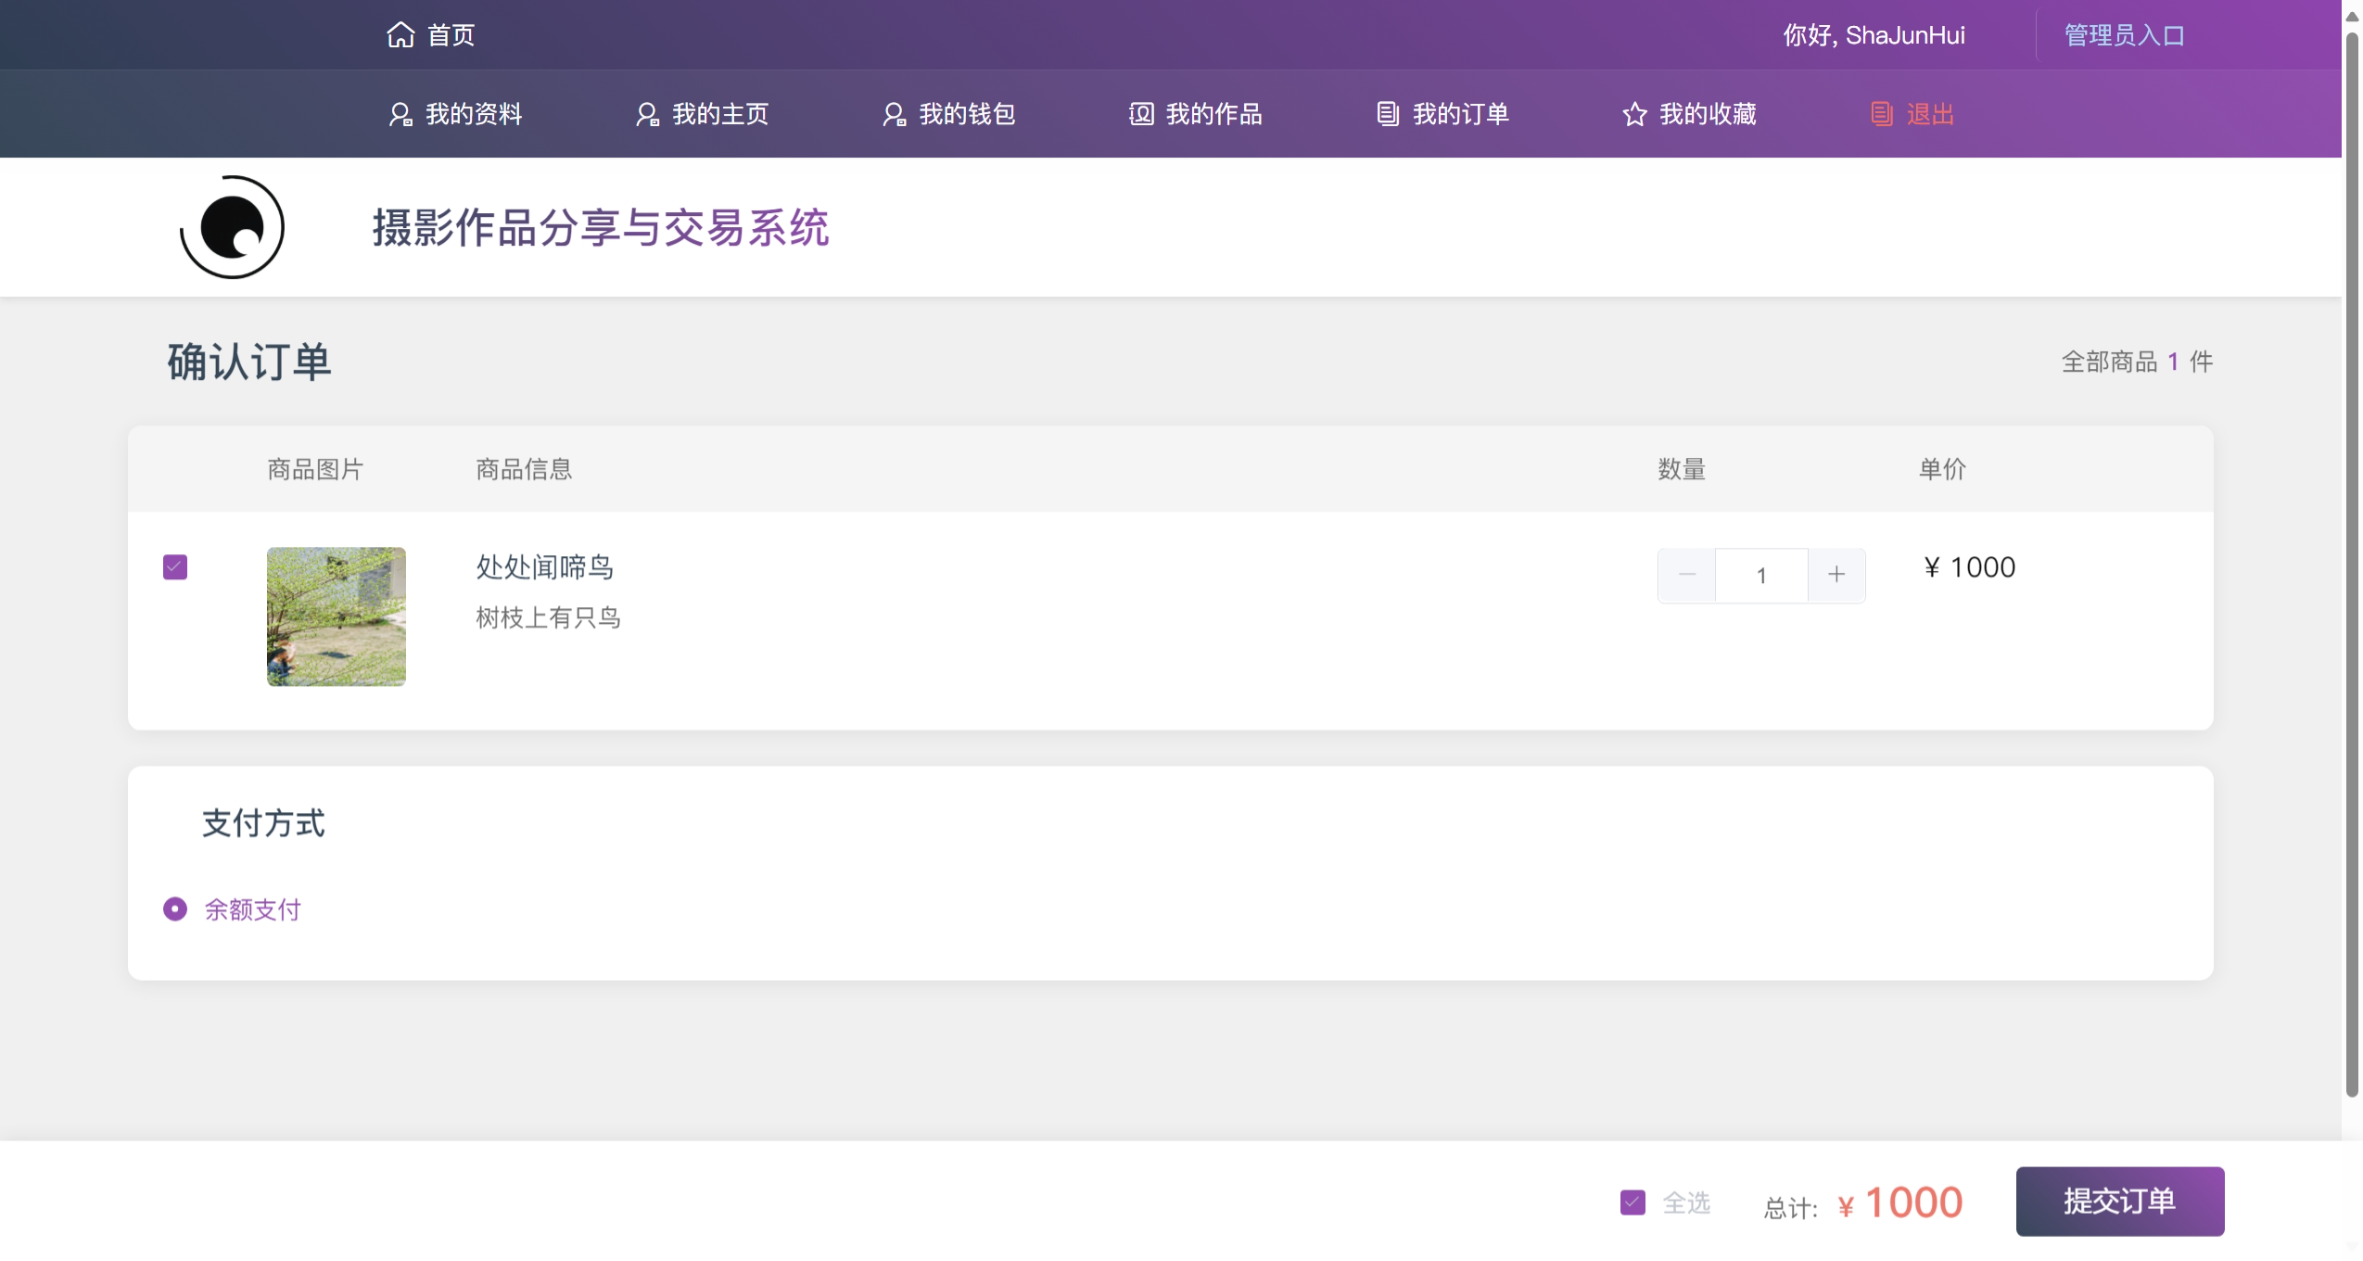 首页 你好, ShaJunHui 管理员入口
我的资料 我的主页 我的钱包 我的作品 我的订单 我的收藏 退出
摄影作品分享与交易系统
确认订单 全部商品 1 件
商品图片 商品信息 数量 单价
处处闻啼鸟 1 ¥ 1000
树枝上有只鸟
支付方式
余额支付
全选 总计: ¥ 1000 提交订单